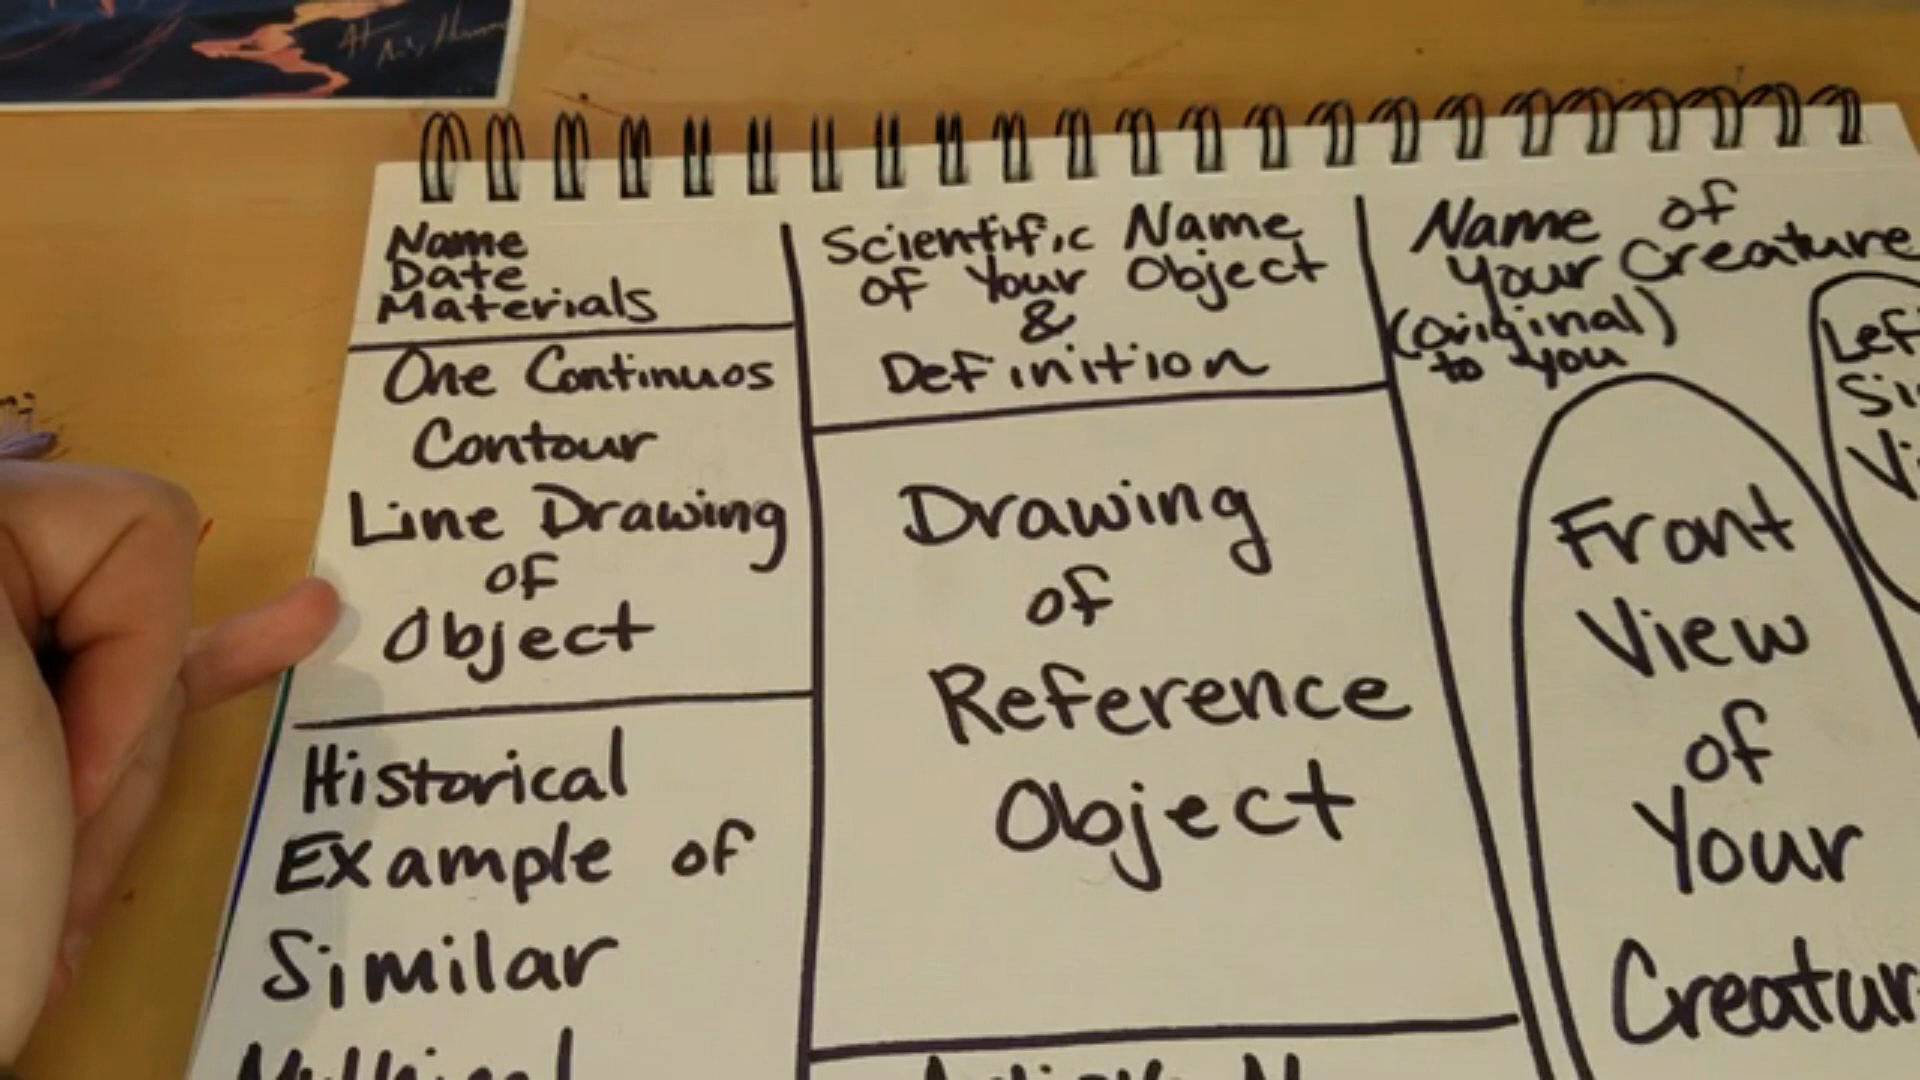 Name
Date
Materials
One Continuos
Contour
Line Drawing
of
Object
Historical
Example of
Similar
Mythical
Scientific Name
of Your Object
&
Definition
Drawing
of
Reference
Object
Name of
Your Creature
(original)
to you
Front
View
of
Your